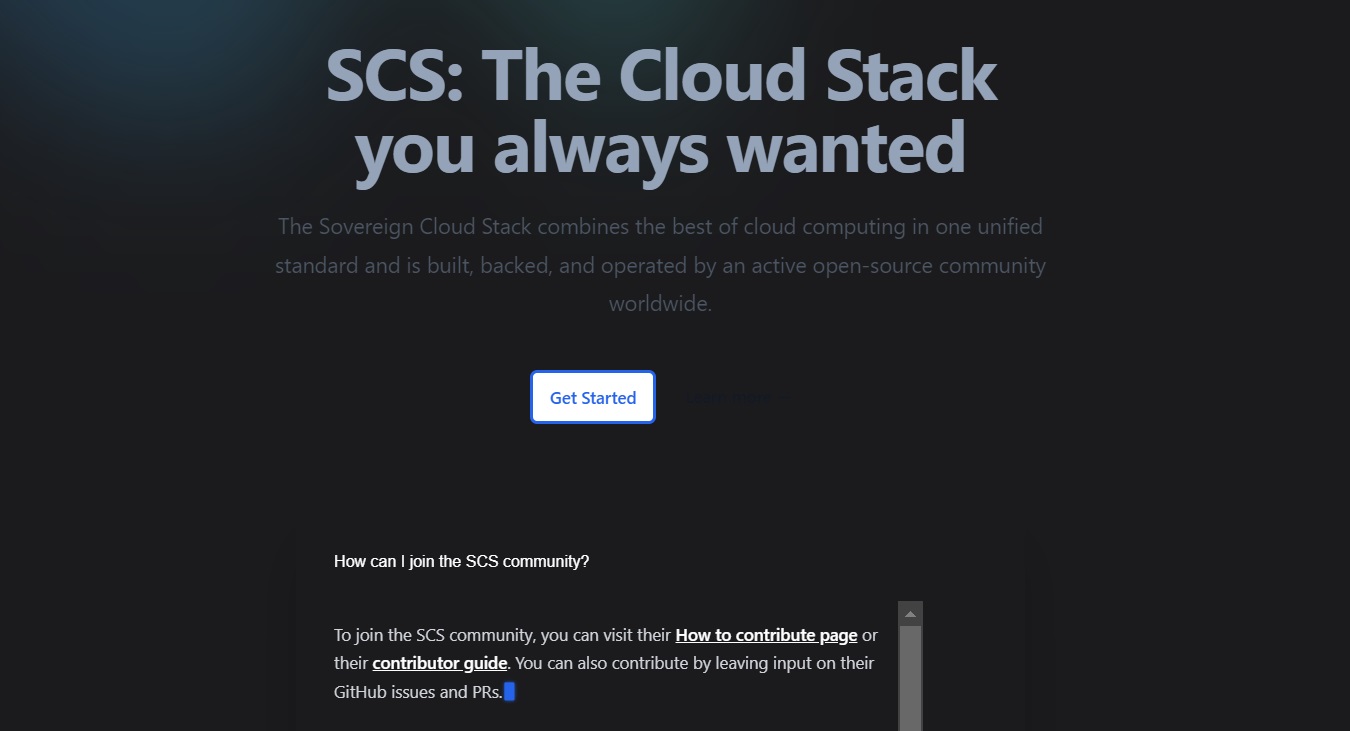 SCS: The Cloud Stack
you always wanted
The Sovereign Cloud Stack combines the best of cloud computing in one unified
standard and is built, backed, and operated by an active open-source community
worldwide.
Get Started
Learn more →
How can I join the SCS community?
To join the SCS community, you can visit their How to contribute page or
their contributor guide. You can also contribute by leaving input on their
GitHub issues and PRs.